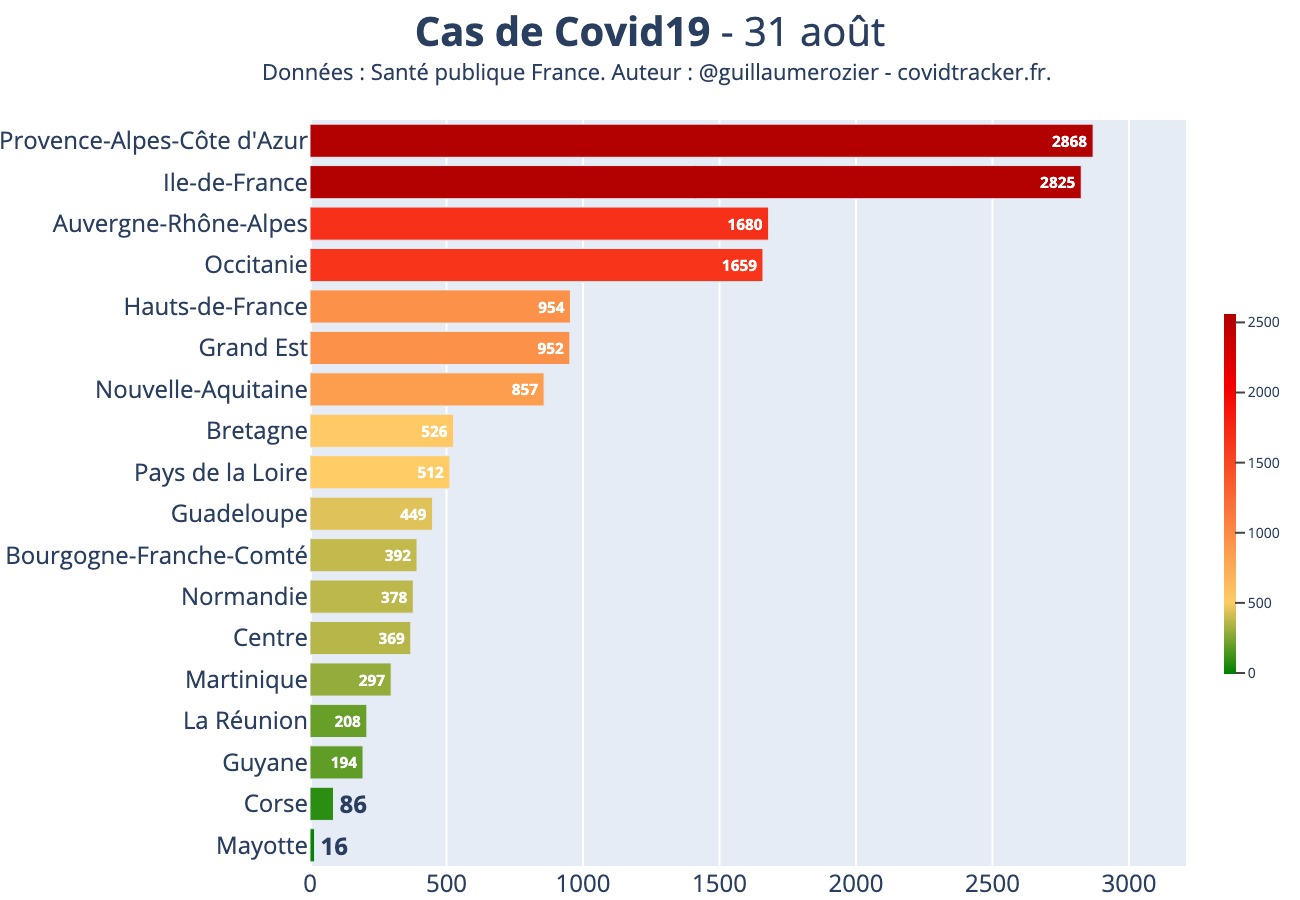 Cas de Covid19 - 31 août
Données : Santé publique France. Auteur : @guillaumerozier - covidtracker.fr.
Provence-Alpes-Côte d'Azur 2868
Ile-de-France 2825
Auvergne-Rhône-Alpes 1680
Occitanie 1659
Hauts-de-France 954
Grand Est 952
Nouvelle-Aquitaine 857
Bretagne 526
Pays de la Loire 512
Guadeloupe 449
Bourgogne-Franche-Comté 392
Normandie 378
Centre 369
Martinique 297
La Réunion 208
Guyane 194
Corse 86
Mayotte 16
0 500 1000 1500 2000 2500 3000
2500
2000
1500
1000
500
0